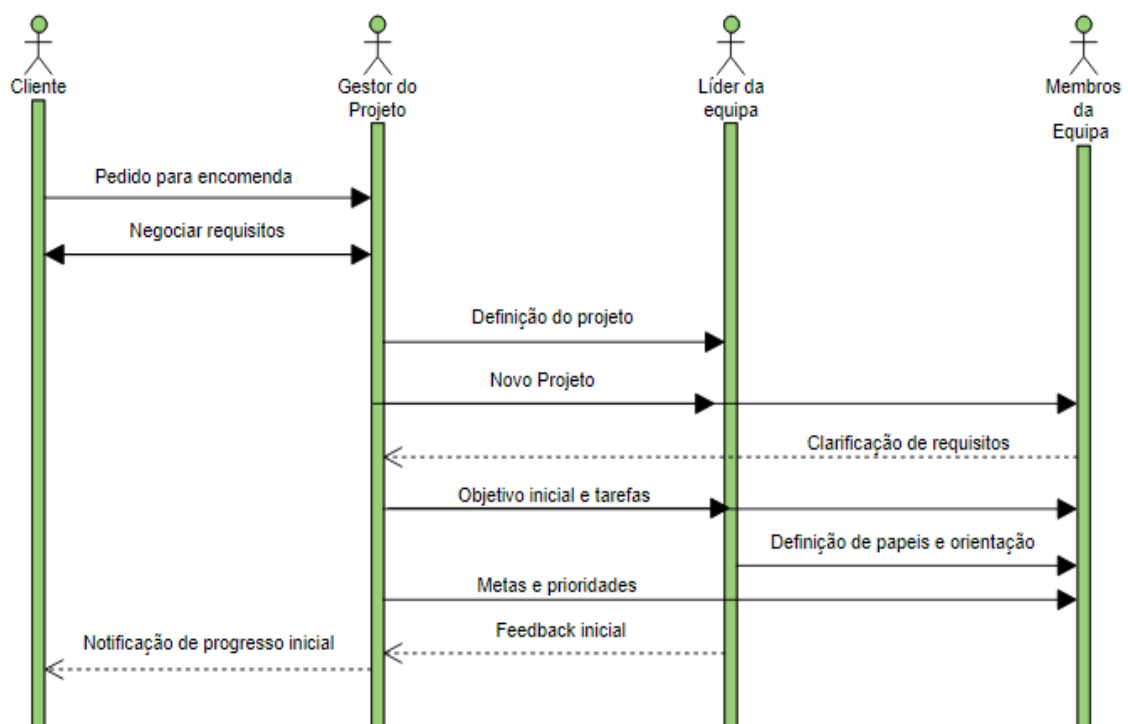 Cliente
Gestor do
Projeto
Líder da
equipa
Membros
da
Equipa
Pedido para encomenda
Negociar requisitos
Definição do projeto
Novo Projeto
Clarificação de requisitos
Objetivo inicial e tarefas
Definição de papeis e orientação
Metas e prioridades
Feedback inicial
Notificação de progresso inicial